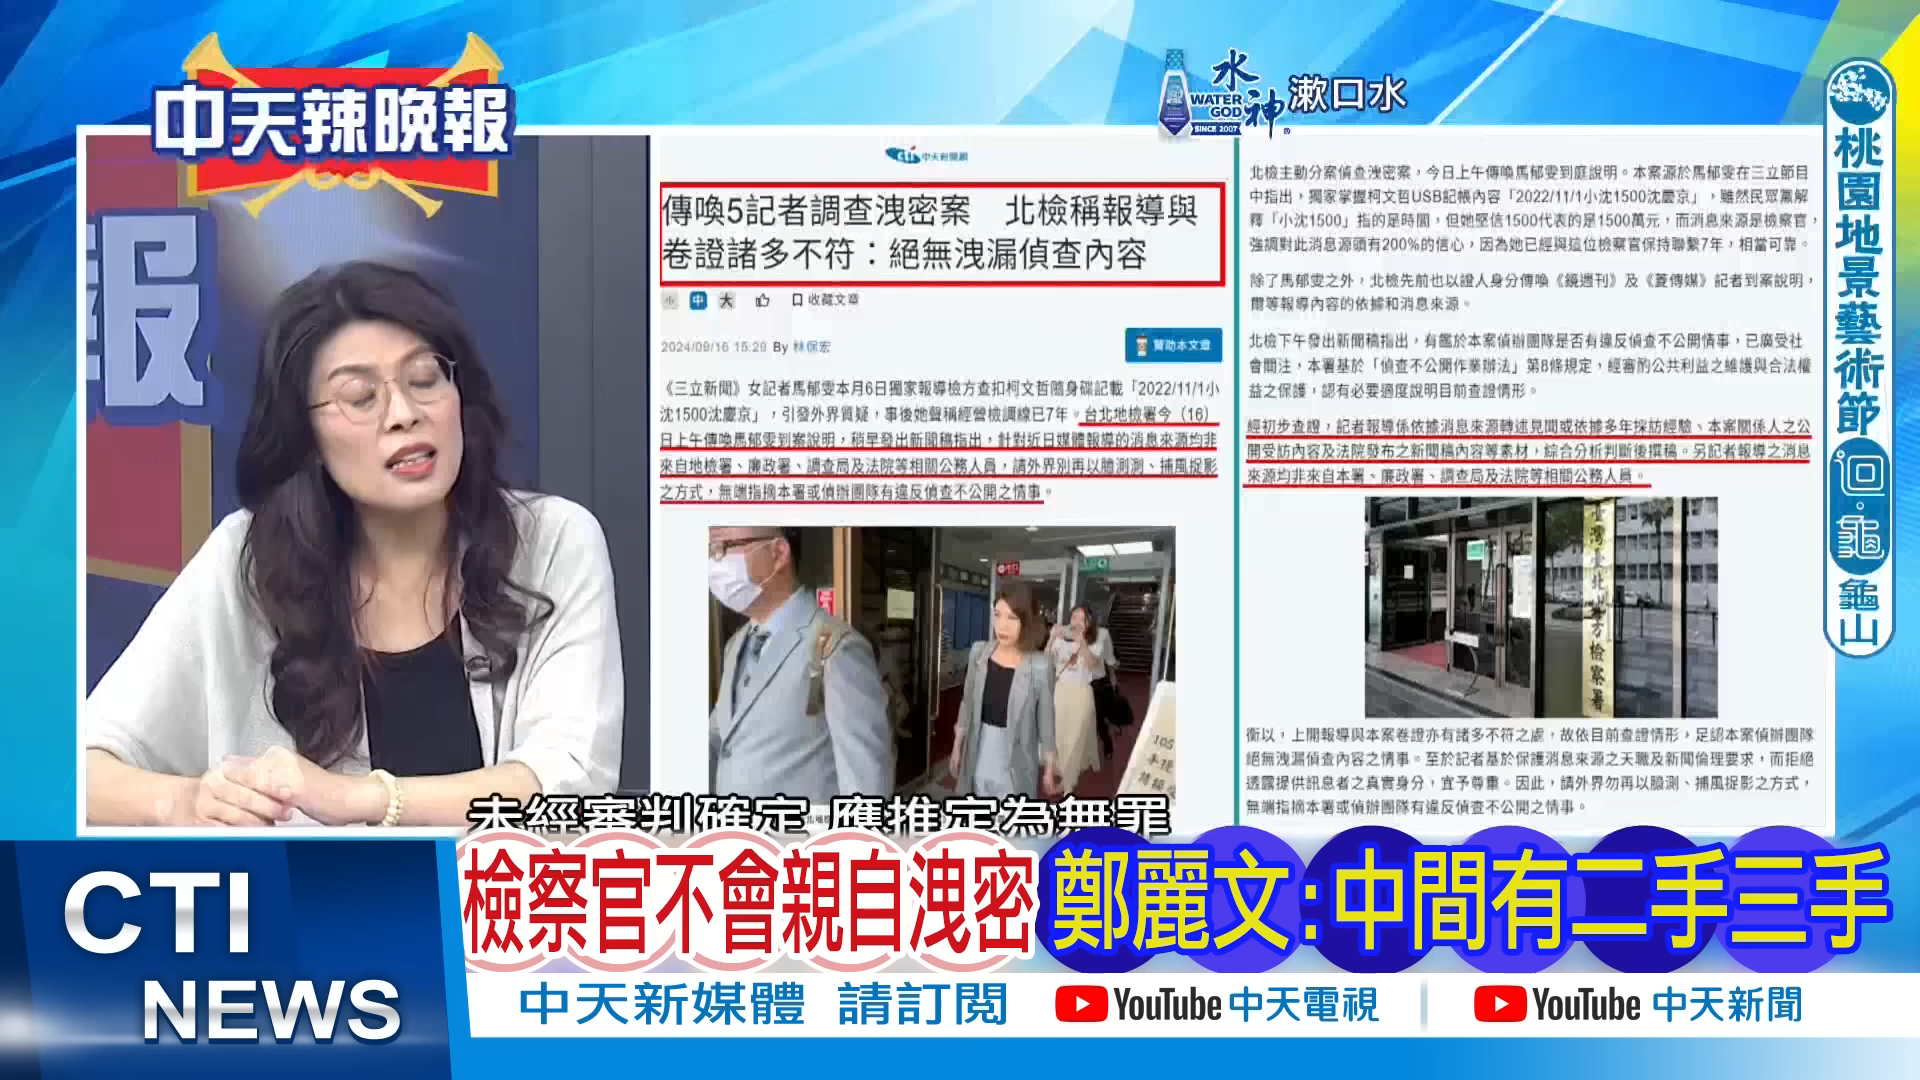 中天辣晚報
水神
WATER GOD
SINCE 2007
漱口水
桃園地景藝術節
迴·龜
龜山
報
cti 中天新聞網
傳喚5記者調查洩密案 北檢稱報導與
卷證諸多不符：絕無洩漏偵查內容
小 中 大 收藏文章
2024/09/16 15:29 By 林保宏
贊助本文章
《三立新聞》女記者馬郁雯本月6日獨家報導檢方查扣柯文哲隨身碟記載「2022/11/1小
沈1500沈慶京」，引發外界質疑，事後她聲稱經營檢調線已7年。台北地檢署今（16）
日上午傳喚馬郁雯到案說明，稍早發出新聞稿指出，針對近日媒體報導的消息來源均非
來自地檢署、廉政署、調查局及法院等相關公務人員，請外界別再以臆測測、捕風捉影
之方式，無端指摘本署或偵辦團隊有違反偵查不公開之情事。
北檢主動分案偵查洩密案，今日上午傳喚馬郁雯到庭說明。本案源於馬郁雯在三立節目
中指出，獨家掌握柯文哲USB記帳內容「2022/11/1小沈1500沈慶京」，雖然民眾黨解
釋「小沈1500」指的是時間，但她堅信1500代表的是1500萬元，而消息來源是檢察官，
強調對此消息源頭有200%的信心，因為她已經與這位檢察官保持聯繫7年，相當可靠。
除了馬郁雯之外，北檢先前也以證人身分傳喚《鏡週刊》及《菱傳媒》記者到案說明，
爾等報導內容的依據和消息來源。
北檢下午發出新聞稿指出，有鑑於本案偵辦團隊是否有違反偵查不公開情事，已廣受社
會關注，本署基於「偵查不公開作業辦法」第8條規定，經審酌公共利益之維護與合法權
益之保護，認有必要適度說明目前查證情形。
經初步查證，記者報導係依據消息來源轉述見聞或依據多年採訪經驗、本案關係人之公
開受訪內容及法院發布之新聞稿內容等素材，綜合分析判斷後撰稿。另記者報導之消息
來源均非來自本署、廉政署、調查局及法院等相關公務人員。
臺灣臺北地方檢察署
衡以，上開報導與本案卷證亦有諸多不符之處，故依目前查證情形，足認本案偵辦團隊
絕無洩漏偵查內容之情事。至於記者基於保護消息來源之天職及新聞倫理要求，而拒絕
透露提供訊息者之真實身分，宜予尊重。因此，請外界勿再以臆測、捕風捉影之方式，
無端指摘本署或偵辦團隊有違反偵查不公開之情事。
未經審判確定 應推定為無罪
檢察官不會親自洩密 鄭麗文:中間有二手三手
CTI NEWS
中天新媒體 請訂閱 YouTube 中天電視 | YouTube 中天新聞